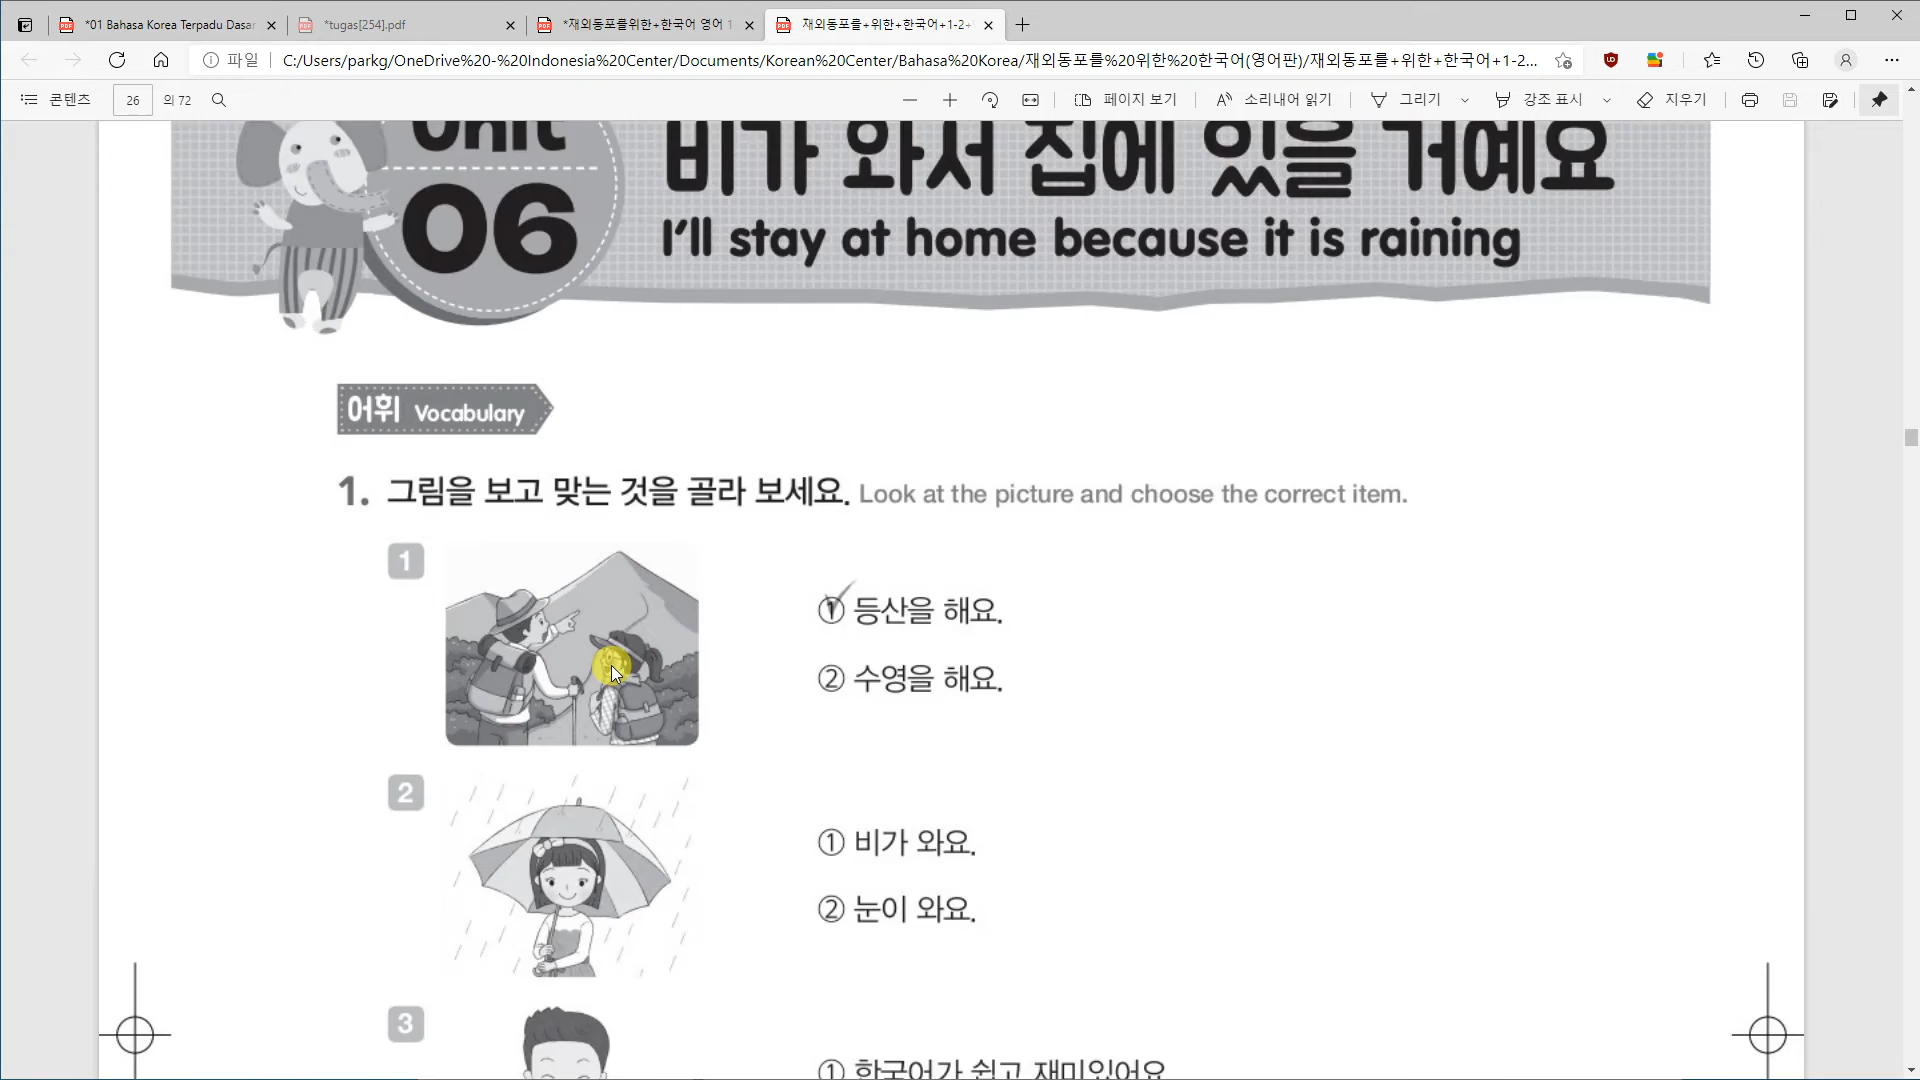 *01 Bahasa Korea Terpadu Dasar
*tugas[254].pdf
*재외동포를위한+한국어 영어 1
재외동포를+위한+한국어+1-2+
파일
C:/Users/parkg/OneDrive%20-%20Indonesia%20Center/Documents/Korean%20Center/Bahasa%20Korea/재외동포를%20위한%20한국어(영어판)/재외동포를+위한+한국어+1-2...
콘텐츠
26
의 72
페이지 보기
소리내어 읽기
그리기
강조 표시
지우기
Unit
06
비가 와서 집에 있을 거예요
I'll stay at home because it is raining
어휘 Vocabulary
1. 그림을 보고 맞는 것을 골라 보세요. Look at the picture and choose the correct item.
1
① 등산을 해요.
② 수영을 해요.
2
① 비가 와요.
② 눈이 와요.
3
① 한국어가 쉽고 재미있어요